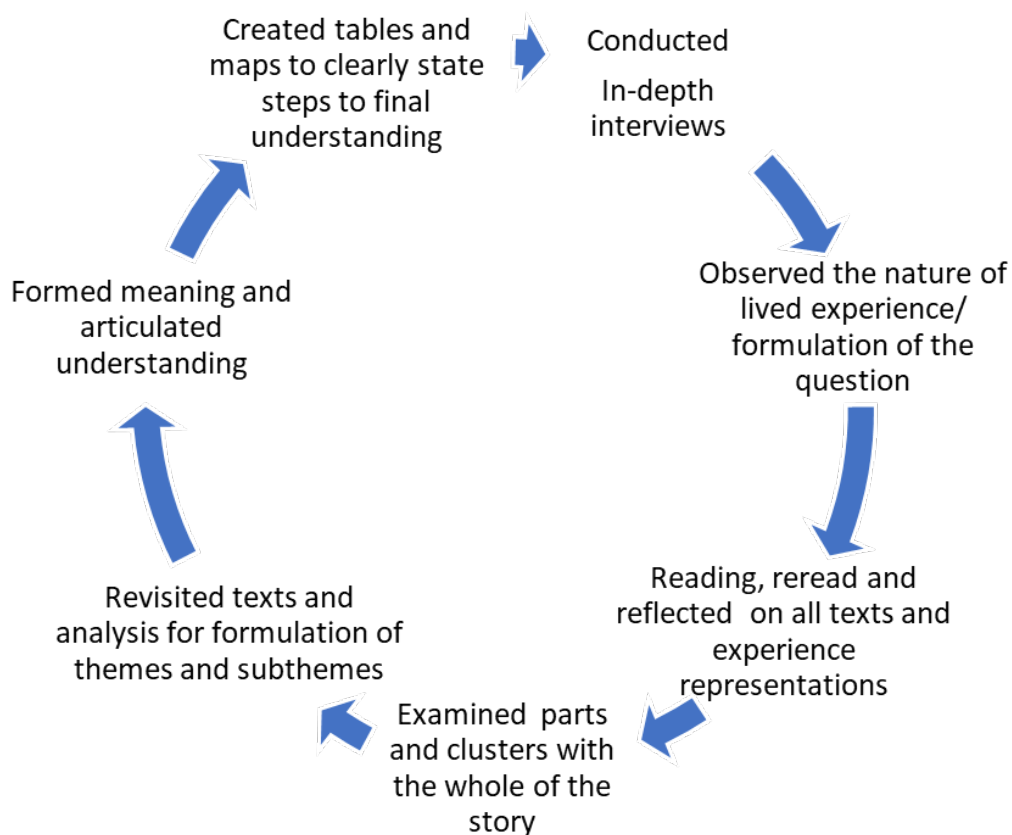 Created tables and
maps to clearly state
steps to final
understanding
Conducted
In-depth
interviews
Observed the nature of
lived experience/
formulation of the
question
Reading, reread and
reflected on all texts and
experience
representations
Examined parts
and clusters with
the whole of the
story
Revisited texts and
analysis for formulation of
themes and subthemes
Formed meaning and
articulated
understanding